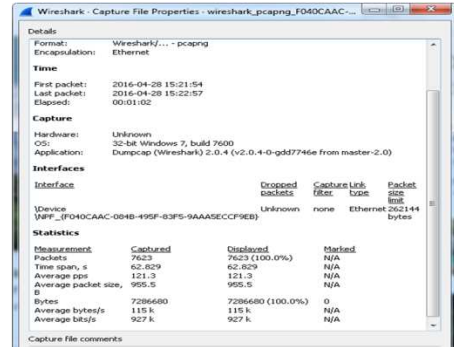 Wireshark · Capture File Properties · wireshark_pcapng_F040CAAC-...
Details
Format: Wireshark/... - pcapng
Encapsulation: Ethernet
Time
First packet: 2016-04-28 15:21:54
Last packet: 2016-04-28 15:22:57
Elapsed: 00:01:02
Capture
Hardware: Unknown
OS: 32-bit Windows 7, build 7600
Application: Dumpcap (Wireshark) 2.0.4 (v2.0.4-0-gdd7746e from master-2.0)
Interfaces
Interface Dropped packets Capture filter Link type Packet size limit
\Device\NPF_{F040CAAC-084B-495F-83F5-9AAA5ECCF9EB} Unknown none Ethernet 262144 bytes
Statistics
Measurement Captured Displayed Marked
Packets 7623 7623 (100.0%) N/A
Time span, s 62.829 62.829 N/A
Average pps 121.3 121.3 N/A
Average packet size, B 955.5 955.5 N/A
Bytes 7286680 7286680 (100.0%) 0
Average bytes/s 115 k 115 k N/A
Average bits/s 927 k 927 k N/A
Capture file comments